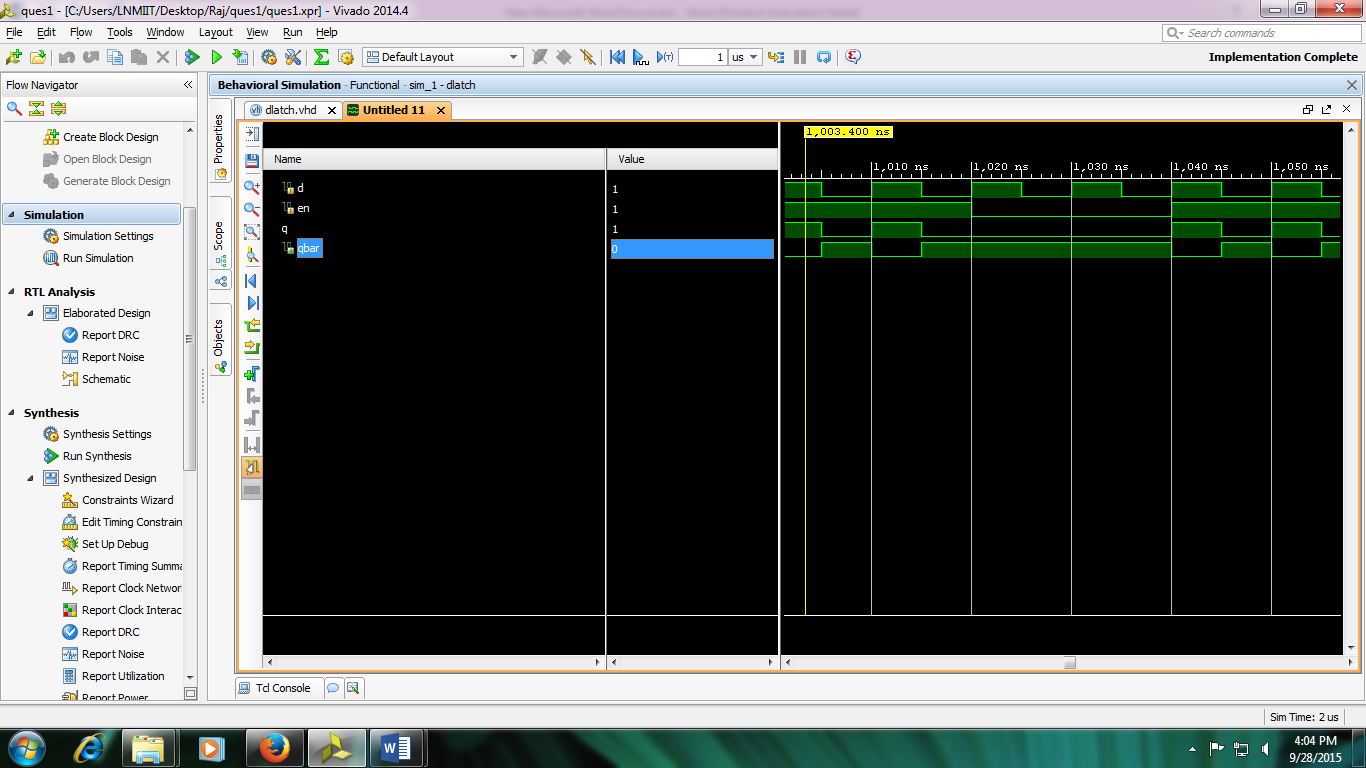 ques1 - [C:/Users/LNMIIT/Desktop/Raj/ques1/ques1.xpr] - Vivado 2014.4
File Edit Flow Tools Window Layout View Run Help
Search commands
Default Layout
1 us
Implementation Complete
Flow Navigator
Behavioral Simulation - Functional - sim_1 - dlatch
dlatch.vhd
Untitled 11
Create Block Design
Open Block Design
Generate Block Design
Simulation
Simulation Settings
Run Simulation
RTL Analysis
Elaborated Design
Report DRC
Report Noise
Schematic
Synthesis
Synthesis Settings
Run Synthesis
Synthesized Design
Constraints Wizard
Edit Timing Constrain
Set Up Debug
Report Timing Summa
Report Clock Networ
Report Clock Interac
Report DRC
Report Noise
Report Utilization
Report Power
Properties
Scope
Objects
Name Value
d 1
en 1
q 1
qbar 0
1,003.400 ns
1,010 ns 1,020 ns 1,030 ns 1,040 ns 1,050 ns
Tcl Console
Sim Time: 2 us
4:04 PM
9/28/2015